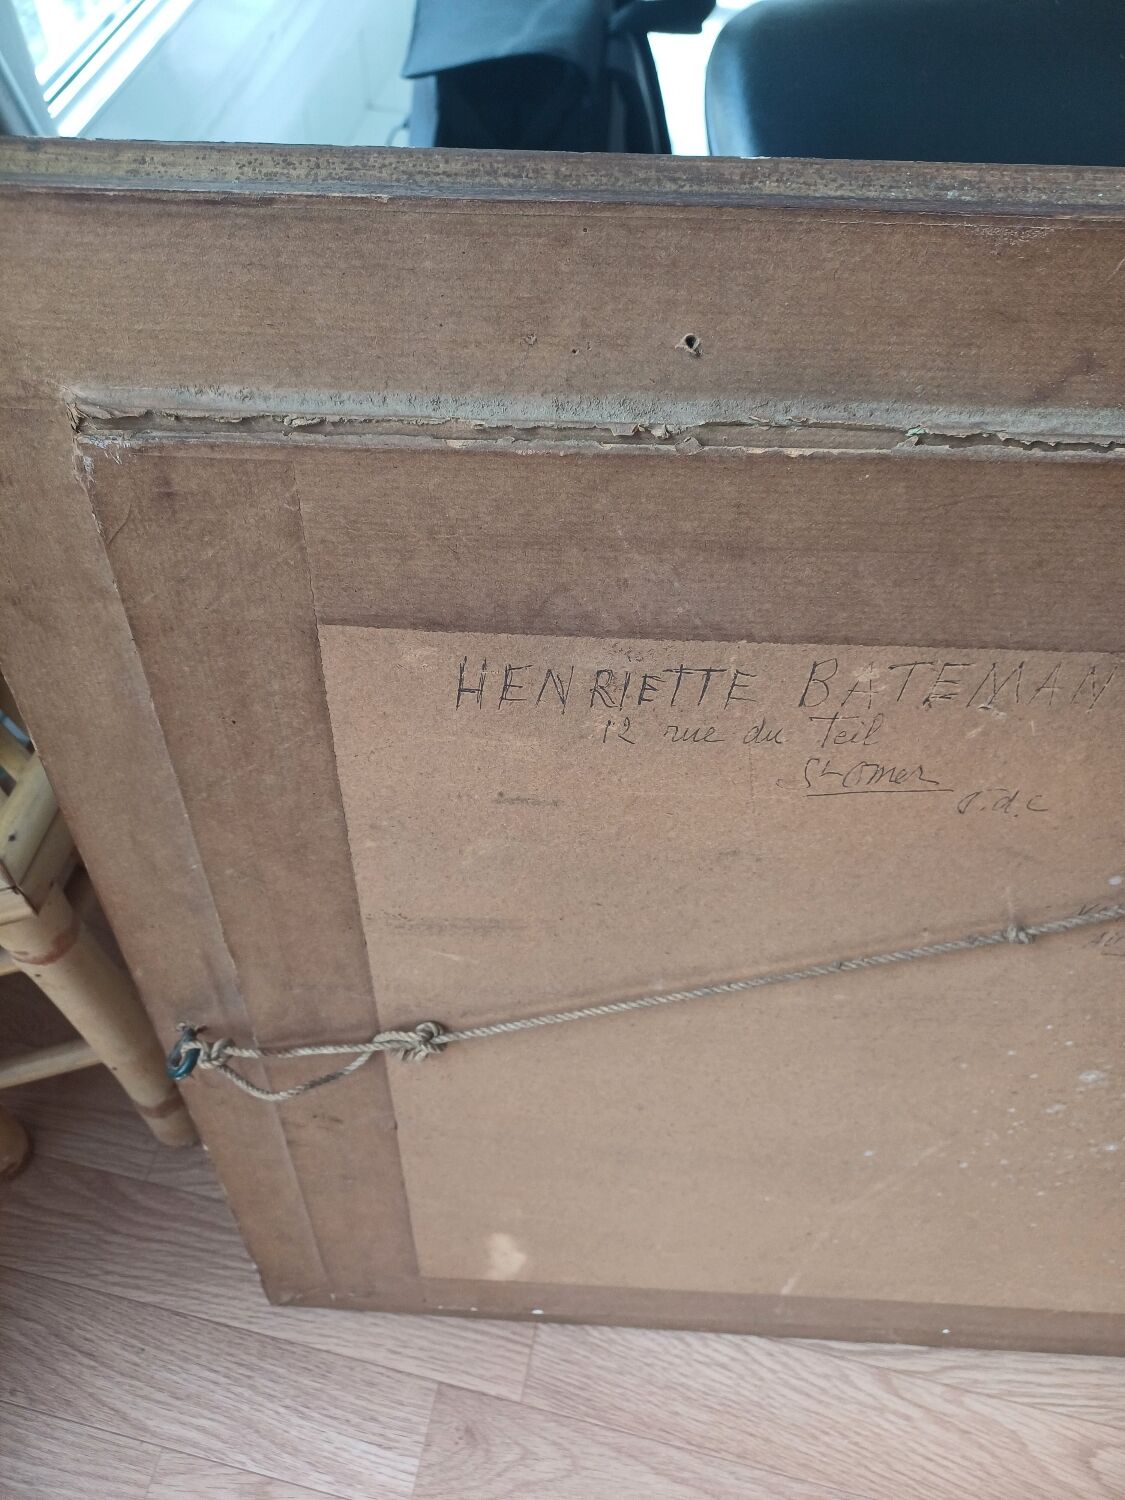 HENRIETTE BATEMAN
12 rue du Teil
St Omer
P.d.c